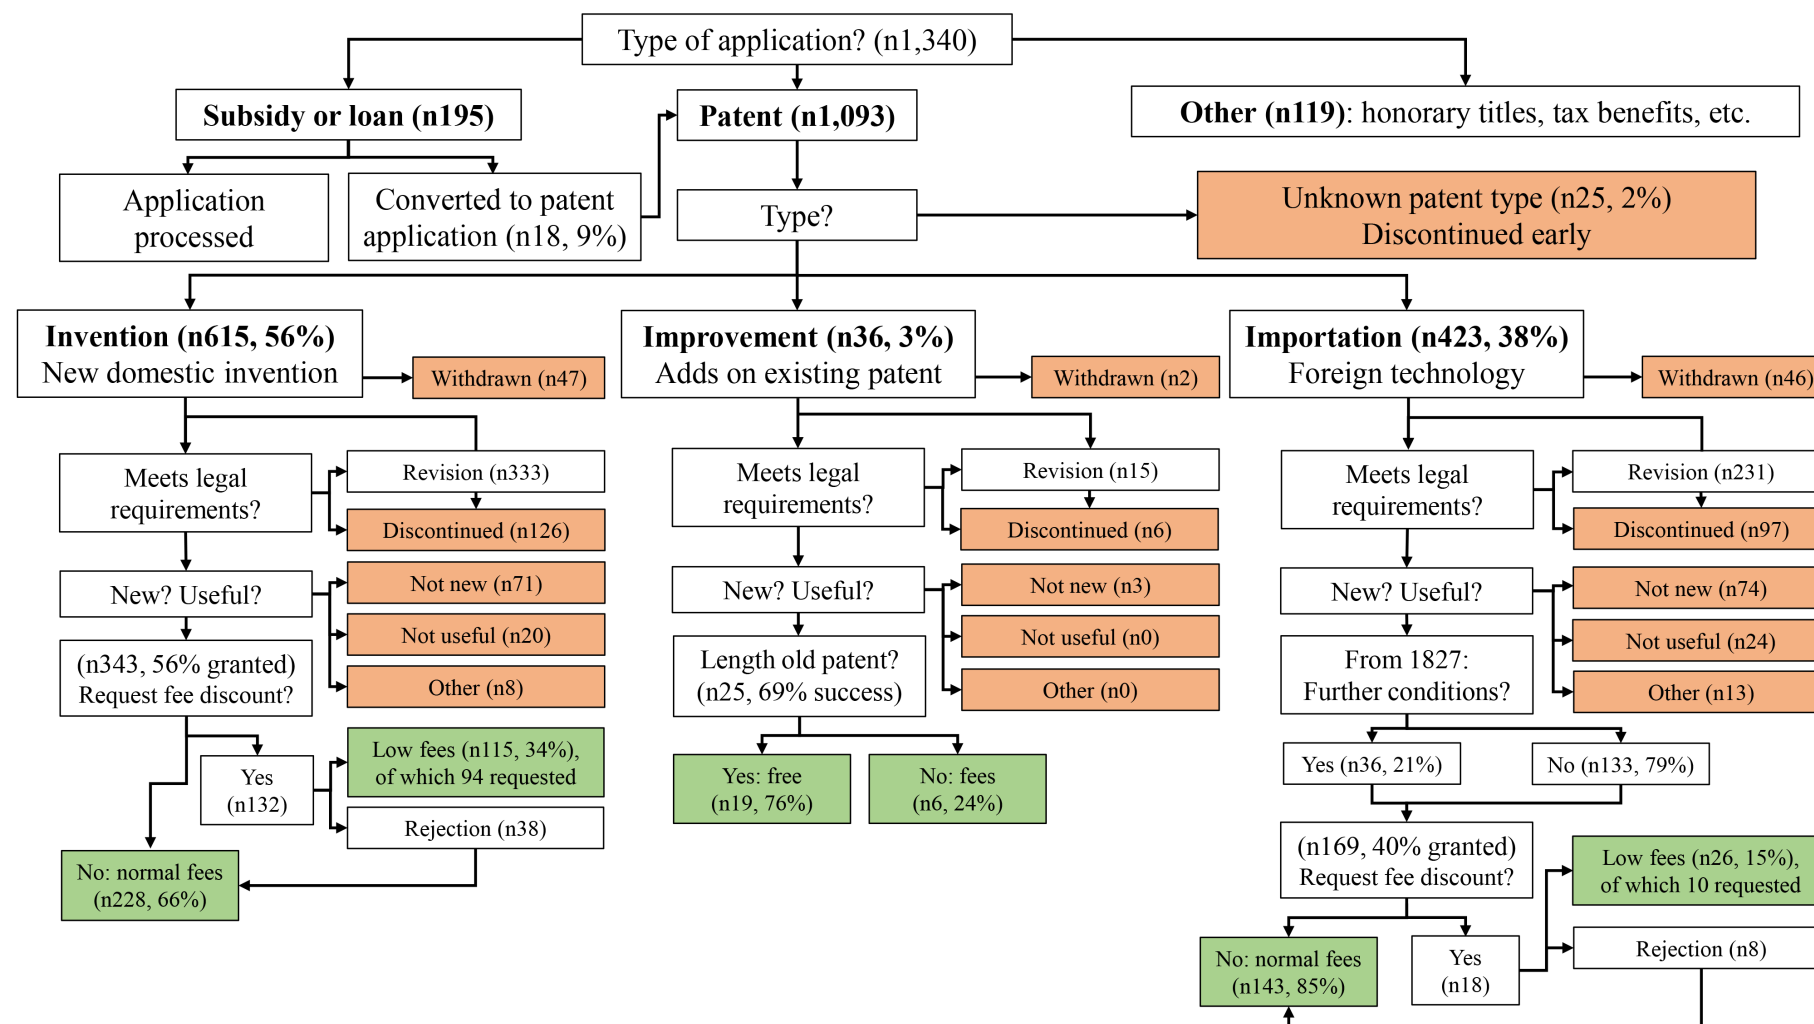 Type of application? (n1,340)
Subsidy or loan (n195)
Patent (n1,093)
Other (n119): honorary titles, tax benefits, etc.
Application
processed
Converted to patent
application (n18, 9%)
Type?
Unknown patent type (n25, 2%)
Discontinued early
Invention (n615, 56%)
New domestic invention
Withdrawn (n47)
Improvement (n36, 3%)
Adds on existing patent
Withdrawn (n2)
Importation (n423, 38%)
Foreign technology
Withdrawn (n46)
Meets legal
requirements?
Revision (n333)
Discontinued (n126)
New? Useful?
Not new (n71)
Not useful (n20)
Other (n8)
(n343, 56% granted)
Request fee discount?
Yes
(n132)
Low fees (n115, 34%),
of which 94 requested
Rejection (n38)
No: normal fees
(n228, 66%)
Meets legal
requirements?
Revision (n15)
Discontinued (n6)
New? Useful?
Not new (n3)
Not useful (n0)
Other (n0)
Length old patent?
(n25, 69% success)
Yes: free
(n19, 76%)
No: fees
(n6, 24%)
Meets legal
requirements?
Revision (n231)
Discontinued (n97)
New? Useful?
Not new (n74)
Not useful (n24)
Other (n13)
From 1827:
Further conditions?
Yes (n36, 21%)
No (n133, 79%)
(n169, 40% granted)
Request fee discount?
Low fees (n26, 15%),
of which 10 requested
Rejection (n8)
No: normal fees
(n143, 85%)
Yes
(n18)